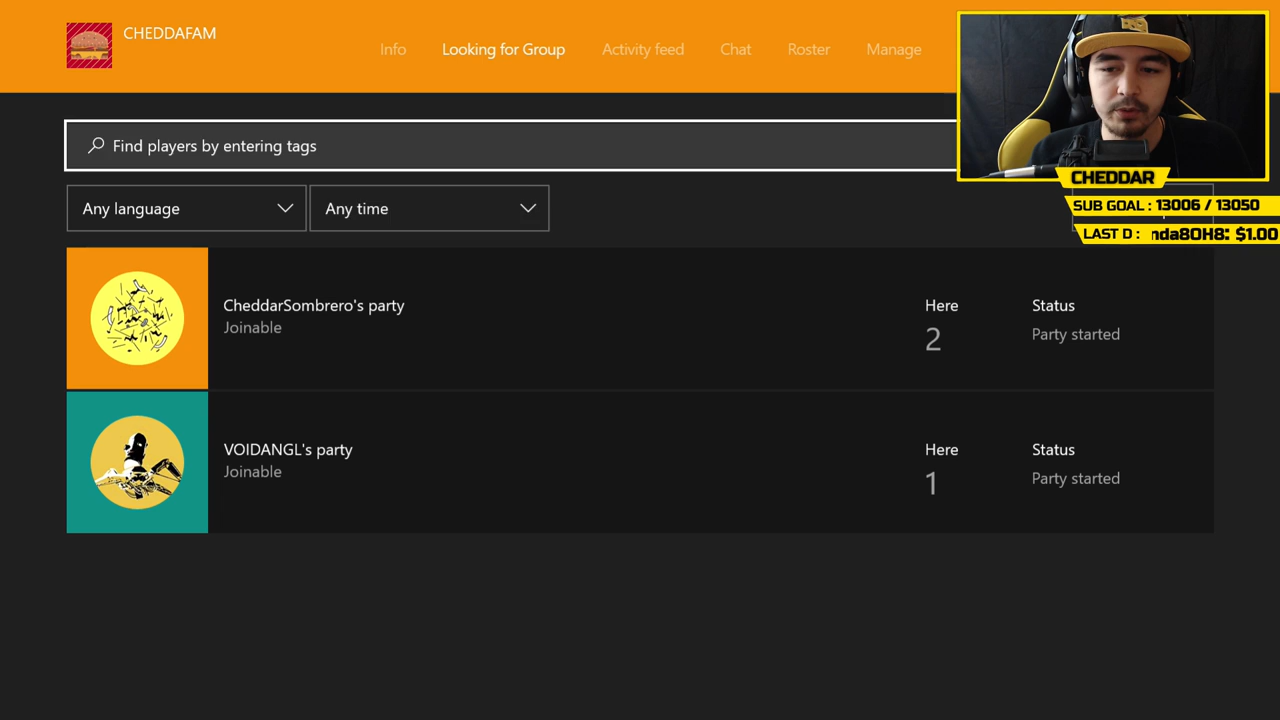 CHEDDAFAM
Info
Looking for Group
Activity feed
Chat
Roster
Manage
Find players by entering tags
Any language
Any time
CHEDDAR
SUB GOAL : 13006 / 13050
LAST D : nda8OH8: $1.00
CheddarSombrero's party
Joinable
Here
2
Status
Party started
VOIDANGL's party
Joinable
Here
1
Status
Party started